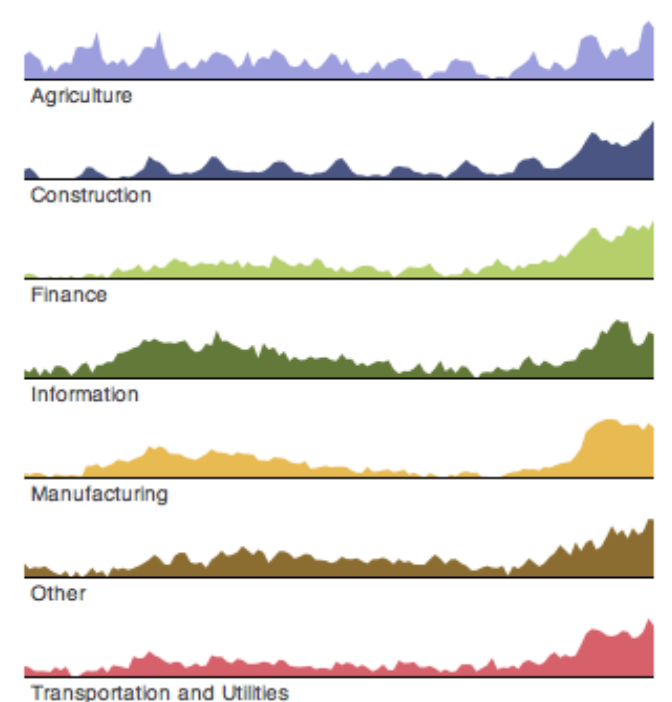 Agriculture
Construction
Finance
Information
Manufacturing
Other
Transportation and Utilities